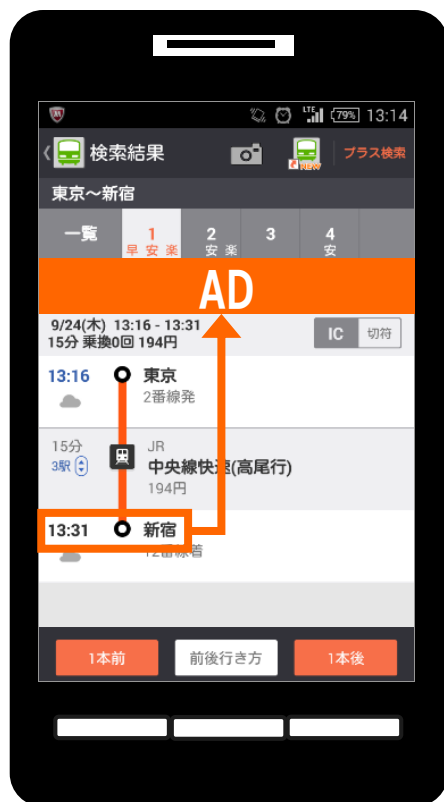 LTE 79% 13:14
検索結果 NEW プラス検索
東京～新宿
一覧 1 2 3 4
早 安 楽 安 楽 安
AD
9/24(木) 13:16 - 13:31
15分 乗換0回 194円
IC 切符
13:16 東京
2番線発
15分 JR
3駅 中央線快速(高尾行)
194円
13:31 新宿
12番線着
1本前 前後行き方 1本後